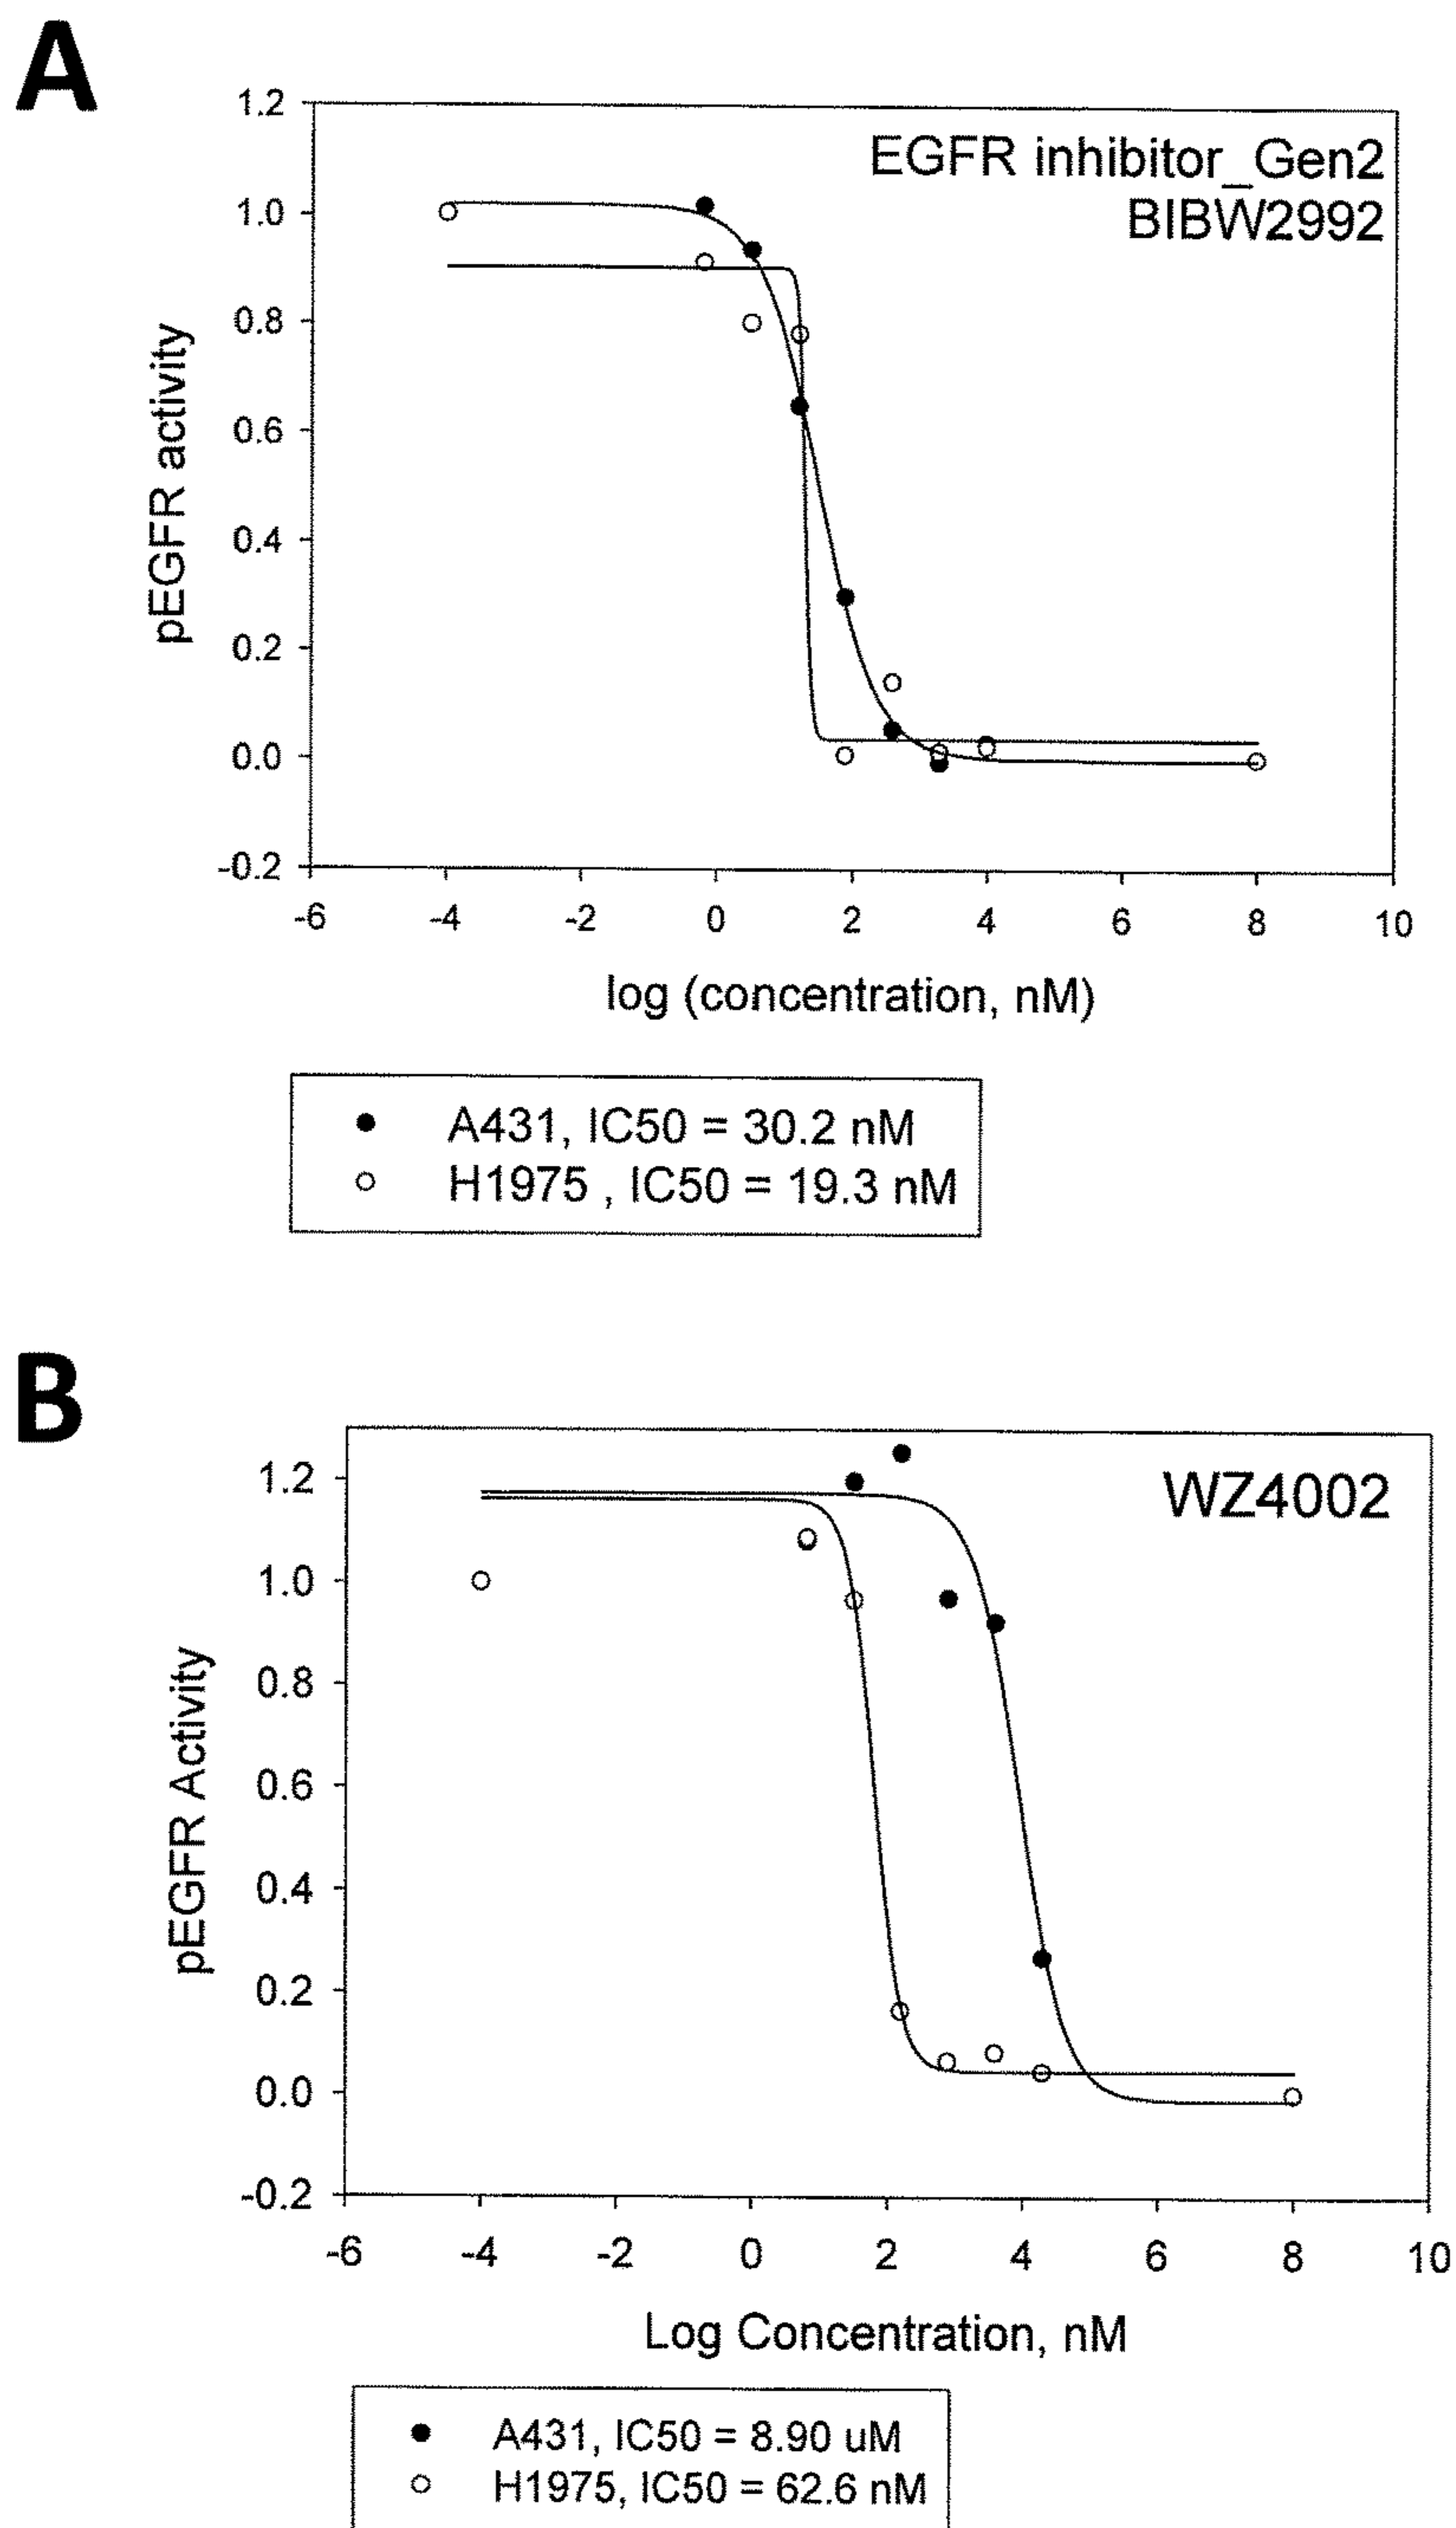 A
EGFR inhibitor_Gen2
BIBW2992
1.2
1.0
0.8
0.6
0.4
0.2
0.0
-0.2
pEGFR activity
-6 -4 -2 0 2 4 6 8 10
log (concentration, nM)
A431, IC50 = 30.2 nM
H1975 , IC50 = 19.3 nM
B
WZ4002
1.2
1.0
0.8
0.6
0.4
0.2
0.0
-0.2
pEGFR Activity
-6 -4 -2 0 2 4 6 8 10
Log Concentration, nM
A431, IC50 = 8.90 uM
H1975, IC50 = 62.6 nM